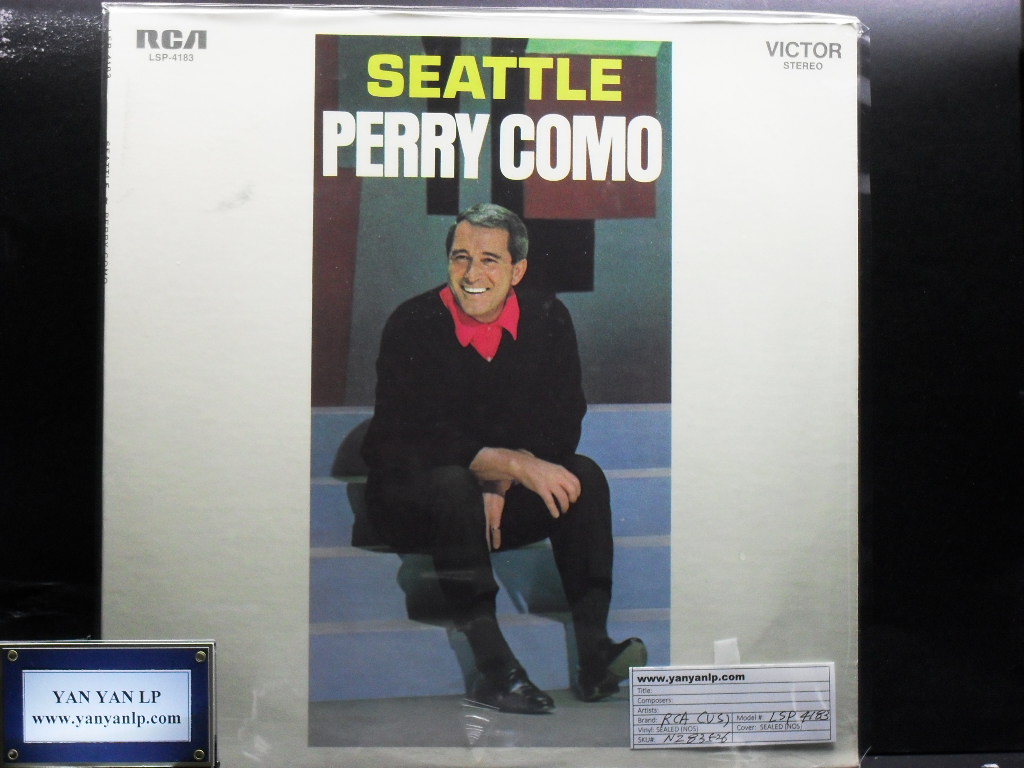 RCA
LSP-4183
VICTOR
STEREO
SEATTLE
PERRY COMO
YAN YAN LP
www.yanyanlp.com
www.yanyanlp.com
Title:
Composers:
Artists:
Brand: RCA (US) Model #: LSP 4183
Vinyl: SEALED (NOS) Cover: SEALED (NOS)
SKU#: